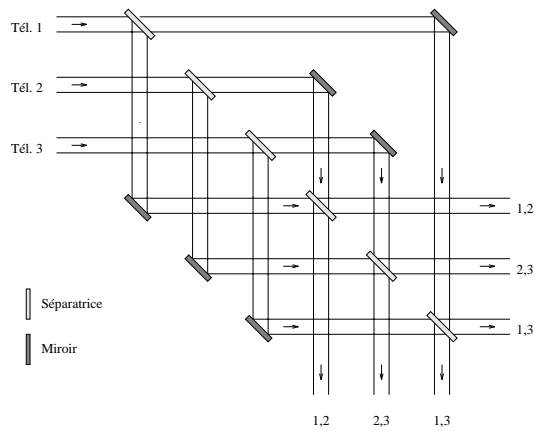 Tél. 1
Tél. 2
Tél. 3
1,2
2,3
1,3
Séparatrice
Miroir
1,2 2,3 1,3